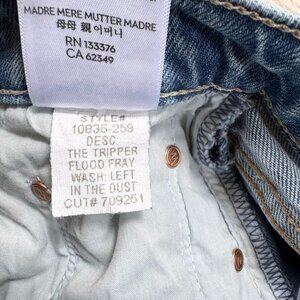 MADRE MERE MUTTER MADRE
母母 親 어머니
RN 133376
CA 62349
STYLE#
10836-259
DESC
THE TRIPPER
FLOOD FRAY
WASH: LEFT
IN THE DUST
CUT# 709251